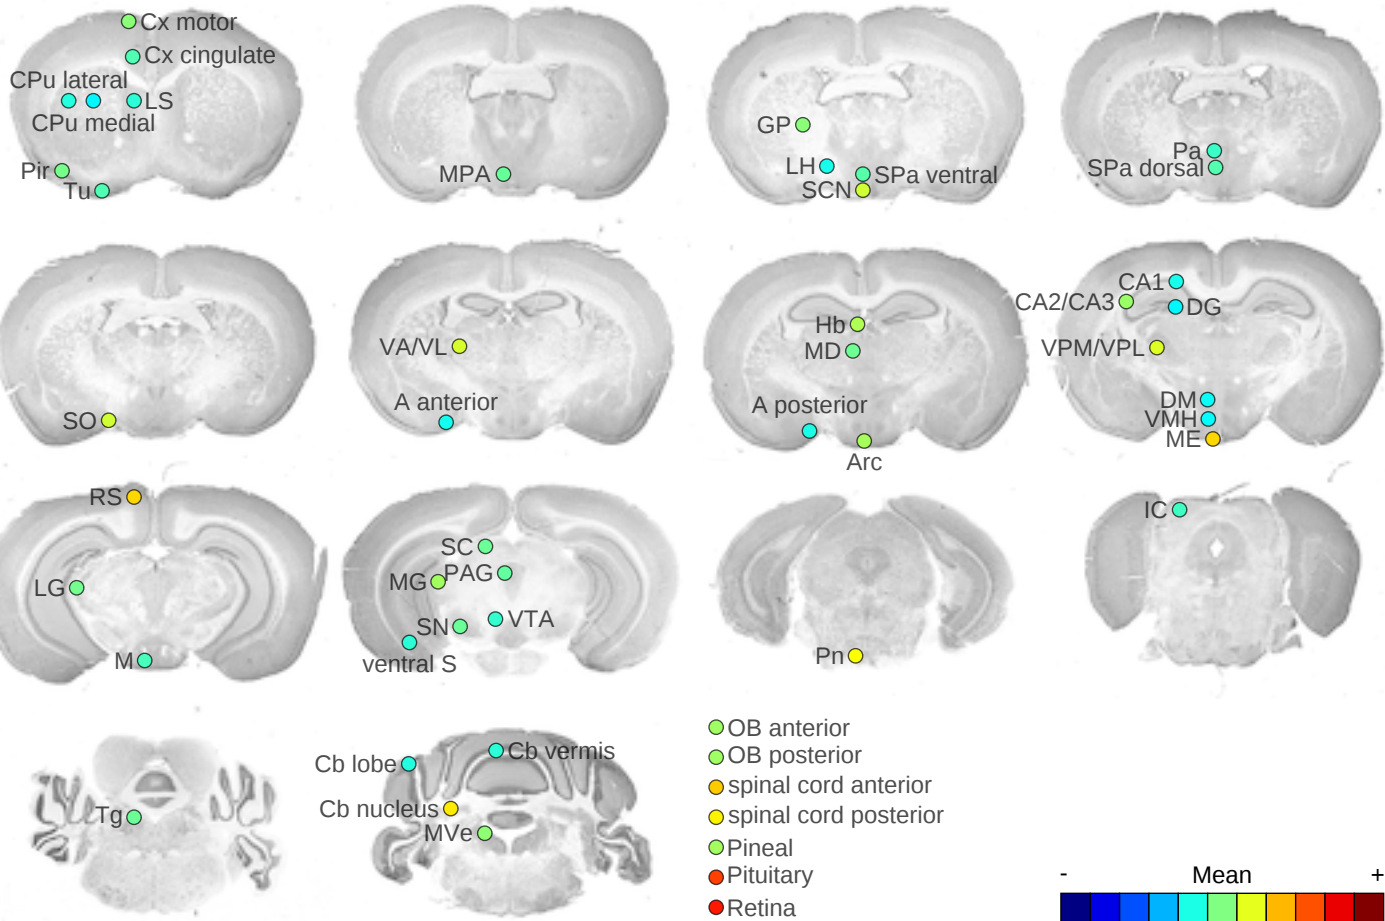 Cx motor
Cx cingulate
CPu lateral
LS
CPu medial
Pir
Tu
MPA
GP
LH
SPa ventral
SCN
Pa
SPa dorsal
SO
VA/VL
A anterior
Hb
MD
A posterior
Arc
CA1
CA2/CA3
DG
VPM/VPL
DM
VMH
ME
RS
LG
M
SC
PAG
MG
SN
VTA
ventral S
Pn
IC
Tg
Cb vermis
Cb lobe
Cb nucleus
MVe
OB anterior
OB posterior
spinal cord anterior
spinal cord posterior
Pineal
Pituitary
Retina
- Mean +